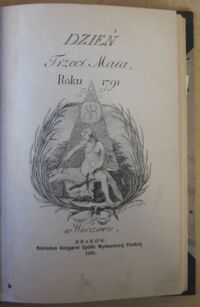 DZIEŃ
Trzeci Maia.
Roku 1791.
w Warszawie.
KRAKÓW.
Nakładem Księgarni Spółki Wydawniczej Polskiej
1891.